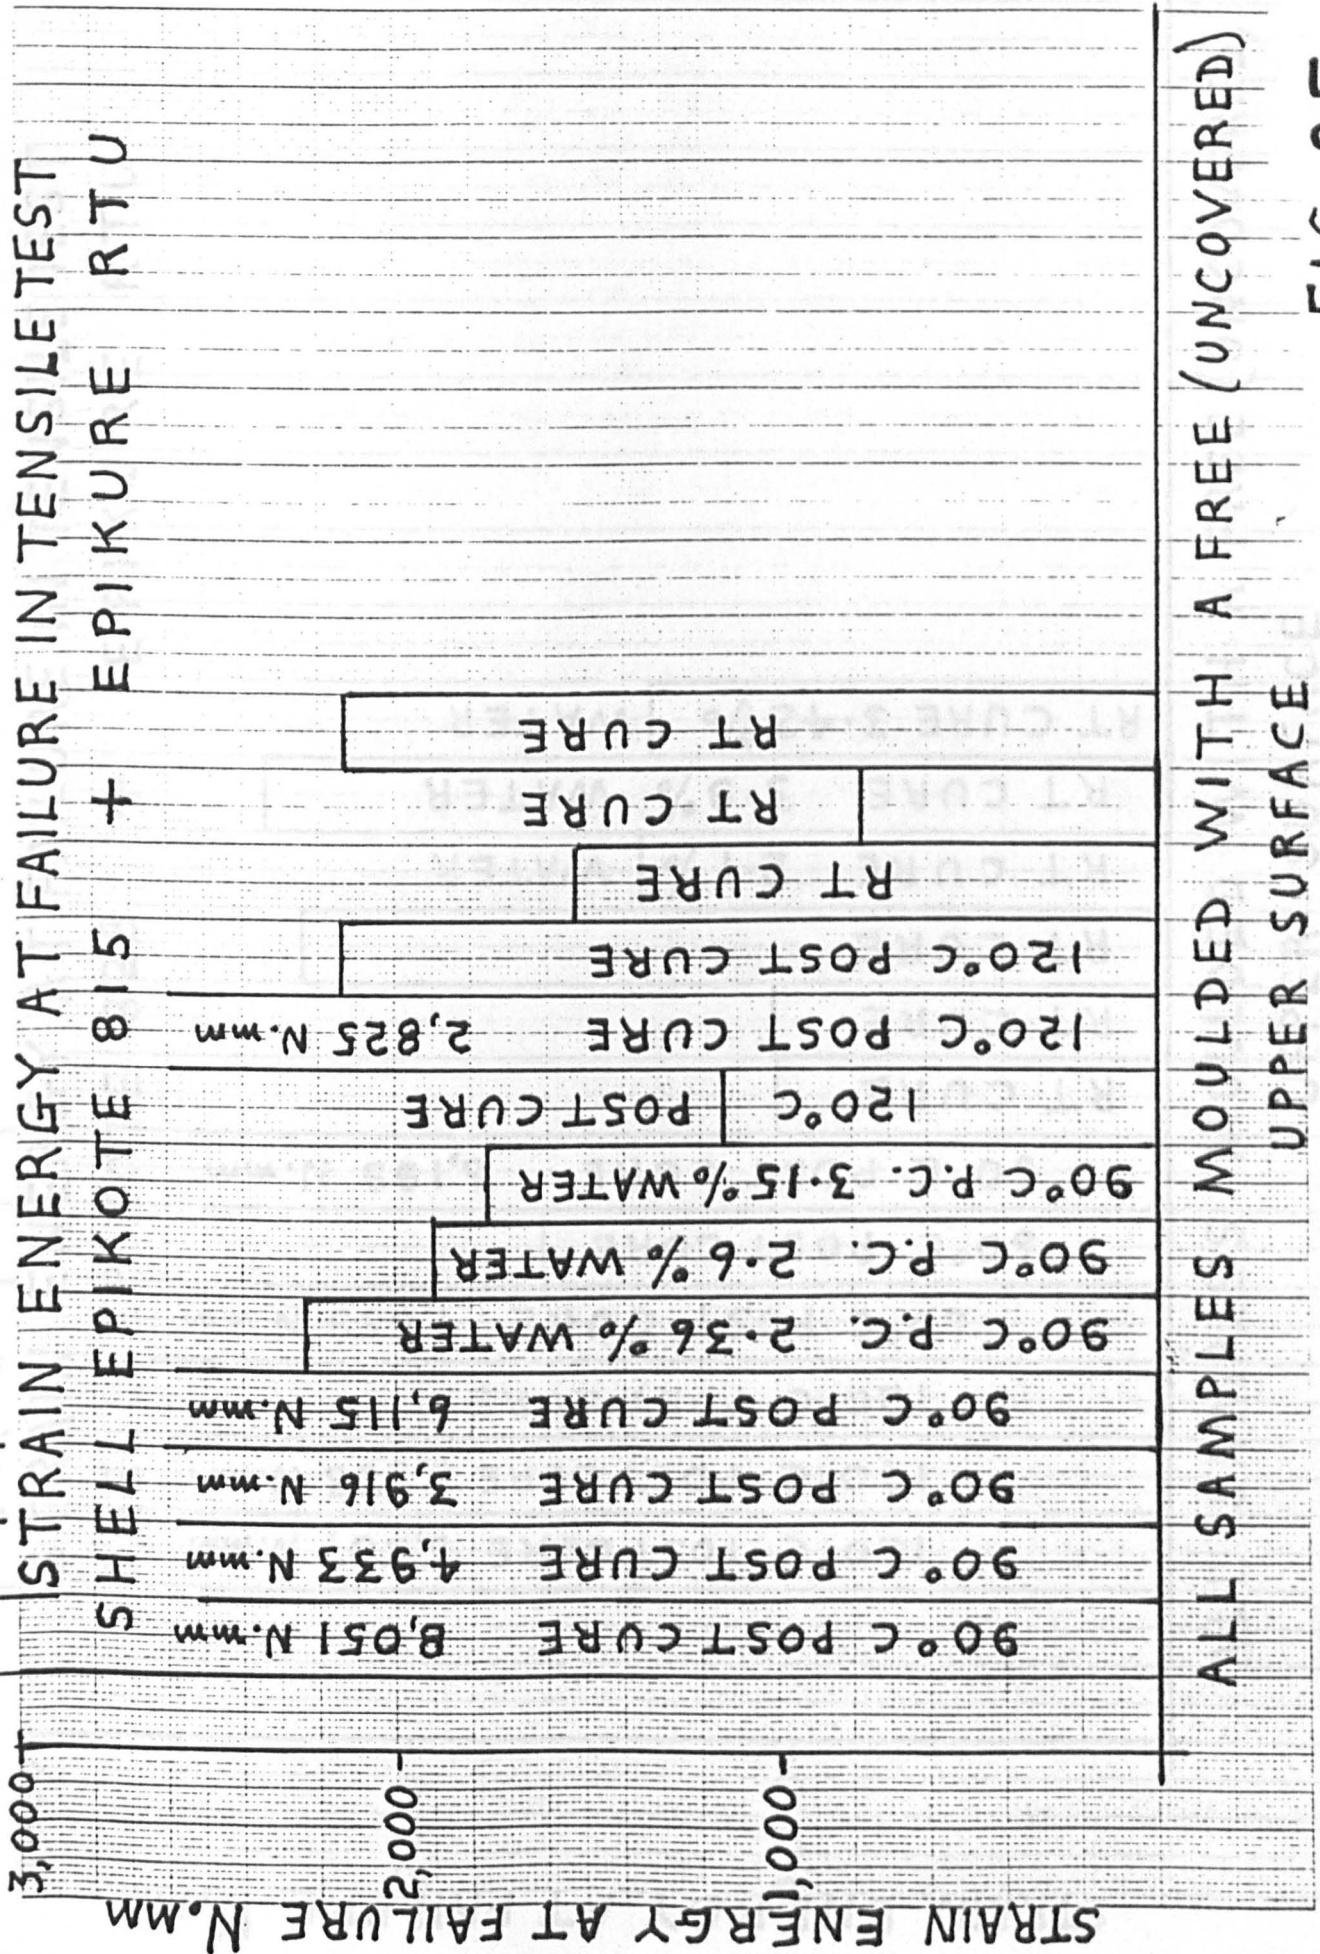 STRAIN ENERGY AT FAILURE IN TENSILE TEST
SHELL EPIKOTE 815 + EPIKURE RTU
STRAIN ENERGY AT FAILURE N.mm
3,000
2,000
1,000
90°C POST CURE 8,051 N.mm
90°C POST CURE 4,933 N.mm
90°C POST CURE 3,916 N.mm
90°C POST CURE 6,115 N.mm
90°C P.C. 2.36% WATER
90°C P.C. 2.6% WATER
90°C P.C. 3.15% WATER
120°C POST CURE
120°C POST CURE 2,825 N.mm
120°C POST CURE
RT CURE
RT CURE
RT CURE
ALL SAMPLES MOULDED WITH A FREE (UNCOVERED)
UPPER SURFACE